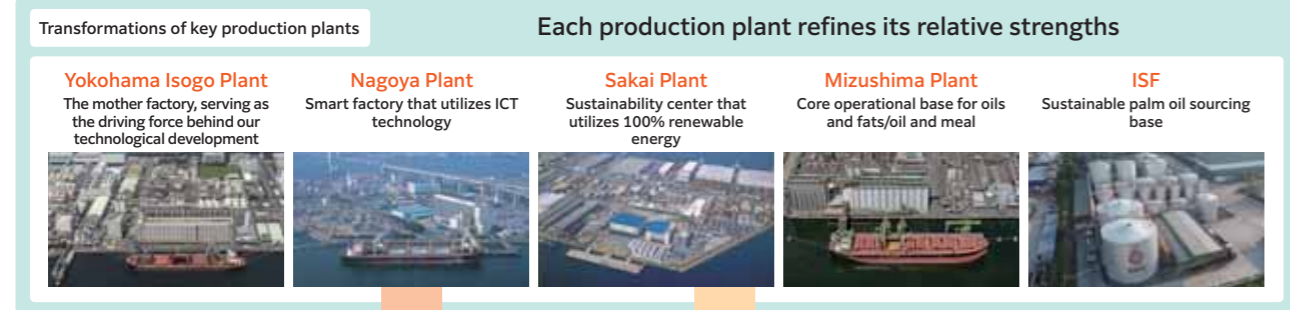 Transformations of key production plants
Each production plant refines its relative strengths
Yokohama Isogo Plant
The mother factory, serving as
the driving force behind our
technological development
Nagoya Plant
Smart factory that utilizes ICT
technology
Sakai Plant
Sustainability center that
utilizes 100% renewable
energy
Mizushima Plant
Core operational base for oils
and fats/oil and meal
ISF
Sustainable palm oil sourcing
base